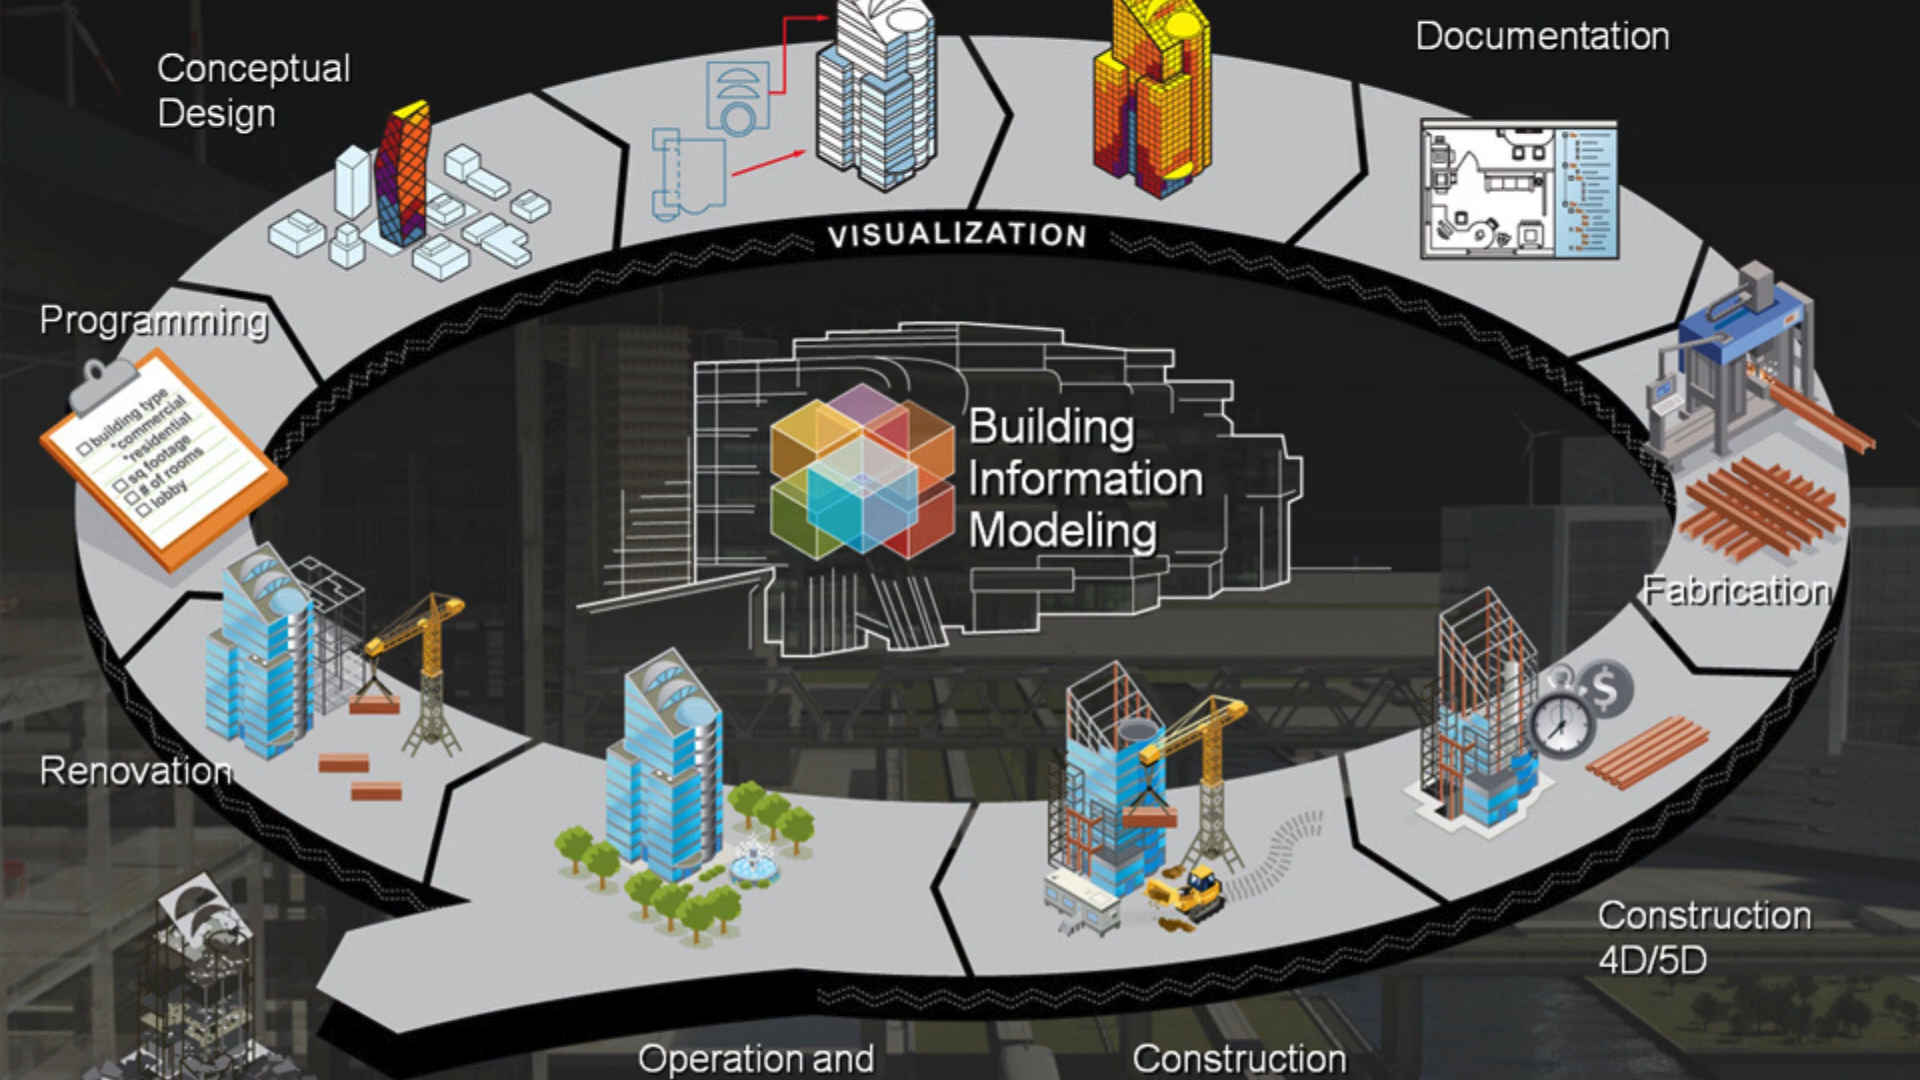 Conceptual
Design
Documentation
VISUALIZATION
Programming
building type
*commercial
*residential
sq footage
# of rooms
lobby
Building
Information
Modeling
Fabrication
$
Renovation
Construction
4D/5D
Operation and
Construction